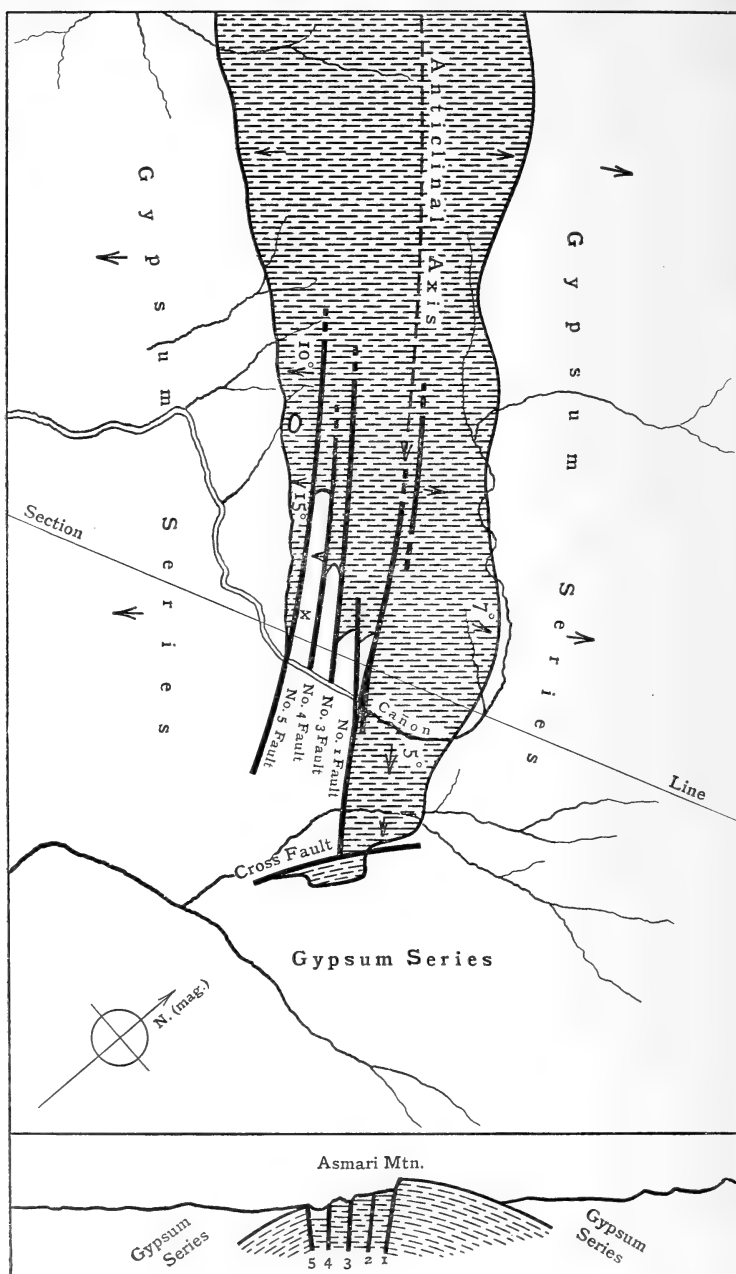 Anticlinal Axis
Gypsum Series
Gypsum Series
10°
15°
x
7°
Section
Line
Cañon
5°
No. 5 Fault
No. 4 Fault
No. 3 Fault
No. 1 Fault
Cross Fault
Gypsum Series
N. (mag.)
Asmari Mtn.
Gypsum
Series
Gypsum
Series
5 4 3 2 1